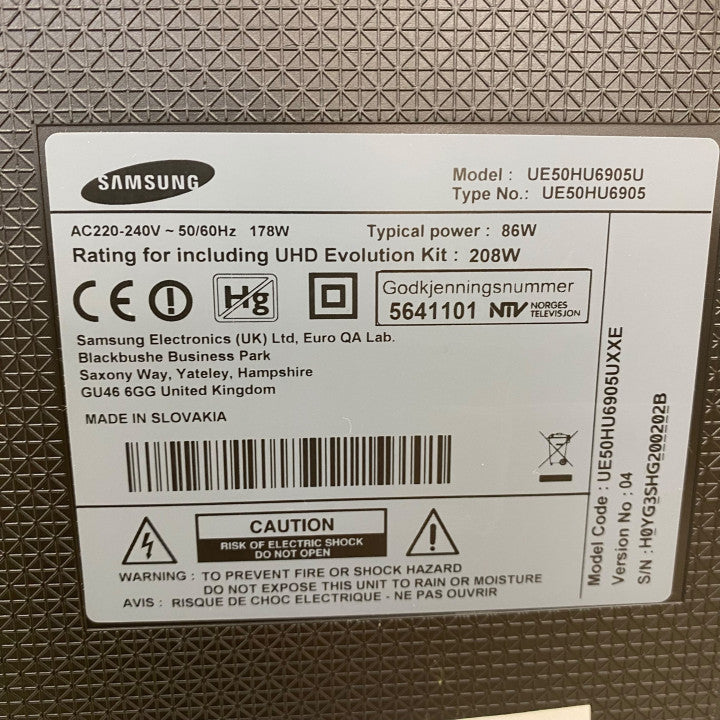 SAMSUNG
Model : UE50HU6905U
Type No.: UE50HU6905
AC220-240V ~ 50/60Hz 178W Typical power : 86W
Rating for including UHD Evolution Kit : 208W
CE Hg
Godkjenningsnummer
5641101 NTV NORGES
TELEVISJON
Samsung Electronics (UK) Ltd, Euro QA Lab.
Blackbushe Business Park
Saxony Way, Yateley, Hampshire
GU46 6GG United Kingdom
MADE IN SLOVAKIA
CAUTION
RISK OF ELECTRIC SHOCK
DO NOT OPEN
WARNING : TO PREVENT FIRE OR SHOCK HAZARD
DO NOT EXPOSE THIS UNIT TO RAIN OR MOISTURE
AVIS : RISQUE DE CHOC ELECTRIQUE - NE PAS OUVRIR
Model Code : UE50HU6905UXXE
Version No : 04
S/N : H0YG3SHG200202B